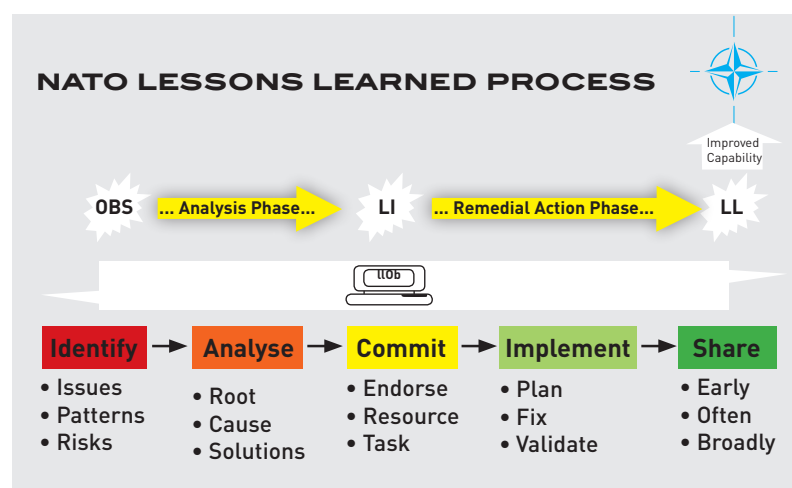 NATO LESSONS LEARNED PROCESS
Improved
Capability
OBS
... Analysis Phase...
LI
... Remedial Action Phase...
LL
llOb
Identify
Analyse
Commit
Implement
Share
• Issues
• Patterns
• Risks
• Root
• Cause
• Solutions
• Endorse
• Resource
• Task
• Plan
• Fix
• Validate
• Early
• Often
• Broadly